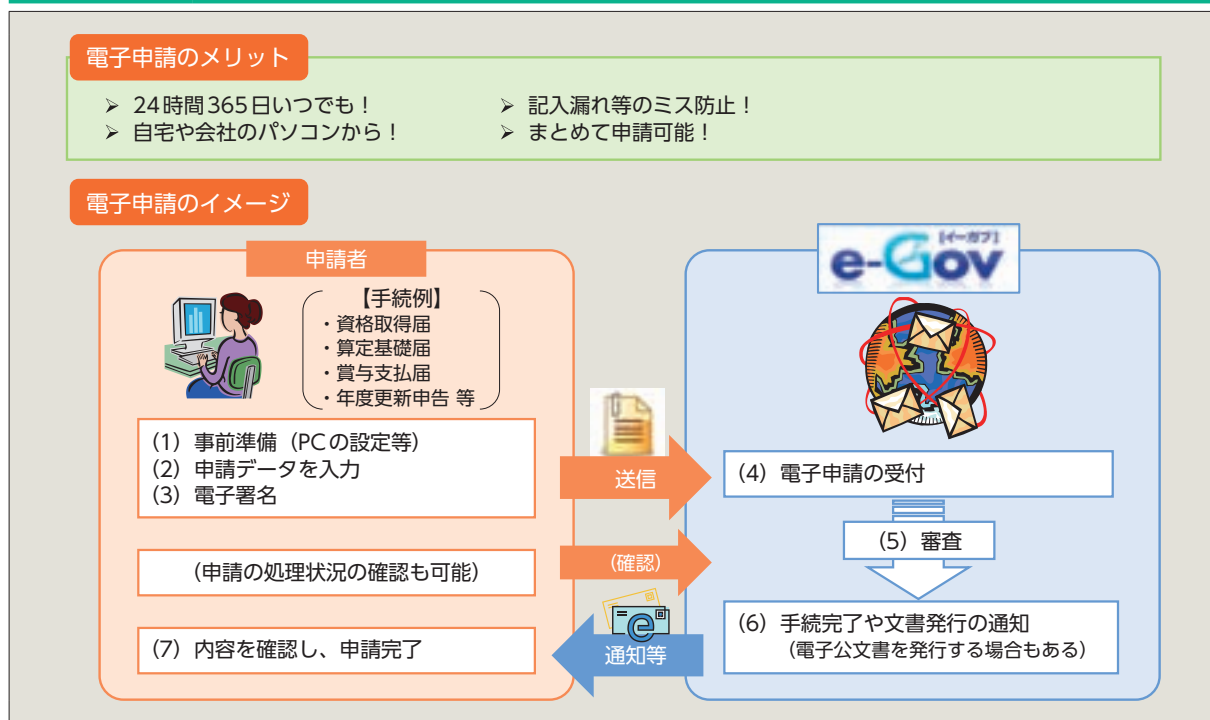 電子申請のメリット
➢ 24時間365日いつでも！
➢ 自宅や会社のパソコンから！
➢ 記入漏れ等のミス防止！
➢ まとめて申請可能！
電子申請のイメージ
申請者
【手続例】
・資格取得届
・算定基礎届
・賞与支払届
・年度更新申告 等
(1) 事前準備（PCの設定等）
(2) 申請データを入力
(3) 電子署名
送信
[イーガブ]
e-Gov
(4) 電子申請の受付
(5) 審査
（申請の処理状況の確認も可能）
（確認）
(6) 手続完了や文書発行の通知
（電子公文書を発行する場合もある）
e
通知等
(7) 内容を確認し、申請完了